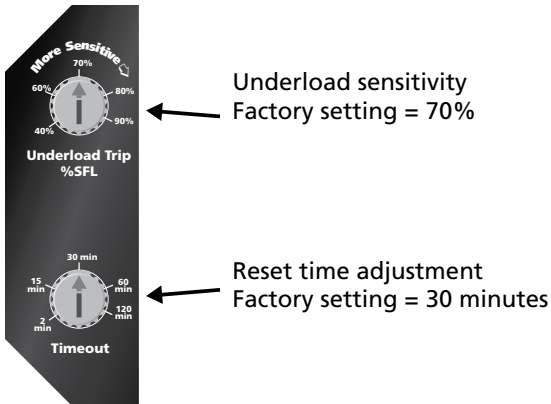 More Sensitive
70%
60%
80%
40%
90%
Underload Trip
%SFL
Underload sensitivity
Factory setting = 70%
30 min
15
min
60
min
2
min
120
min
Timeout
Reset time adjustment
Factory setting = 30 minutes